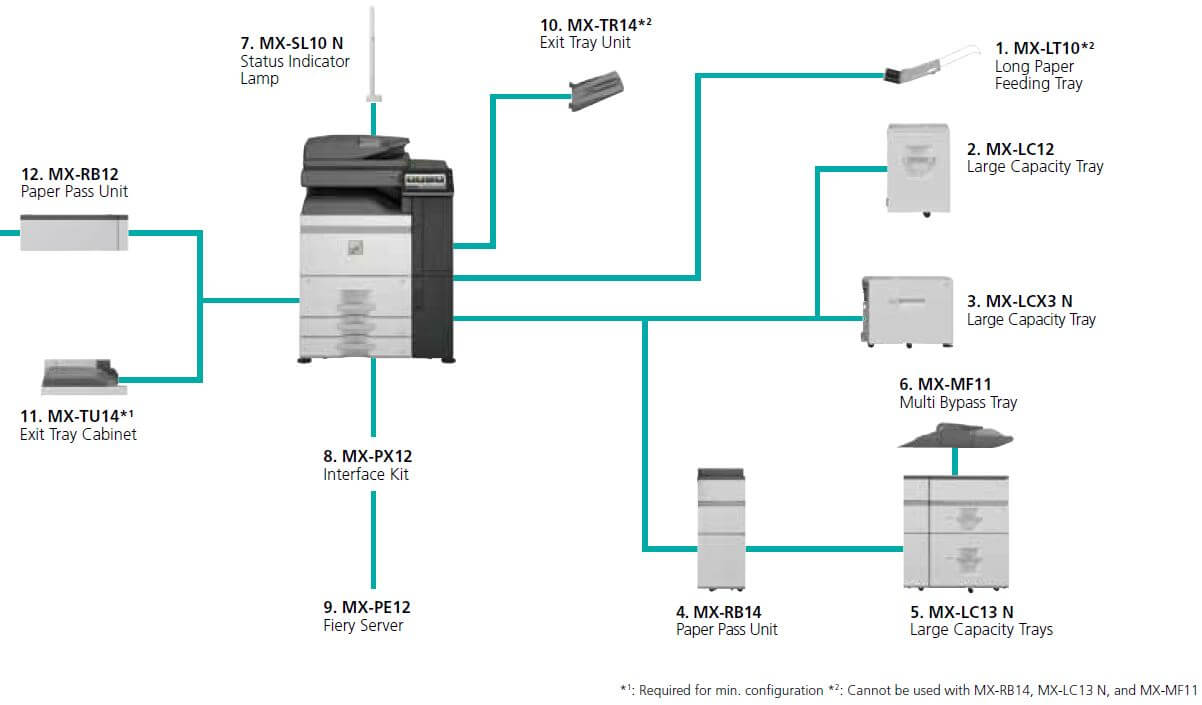 7. MX-SL10 N
Status Indicator
Lamp
10. MX-TR14*2
Exit Tray Unit
1. MX-LT10*2
Long Paper
Feeding Tray
2. MX-LC12
Large Capacity Tray
12. MX-RB12
Paper Pass Unit
3. MX-LCX3 N
Large Capacity Tray
11. MX-TU14*1
Exit Tray Cabinet
6. MX-MF11
Multi Bypass Tray
8. MX-PX12
Interface Kit
9. MX-PE12
Fiery Server
4. MX-RB14
Paper Pass Unit
5. MX-LC13 N
Large Capacity Trays
*1: Required for min. configuration *2: Cannot be used with MX-RB14, MX-LC13 N, and MX-MF11